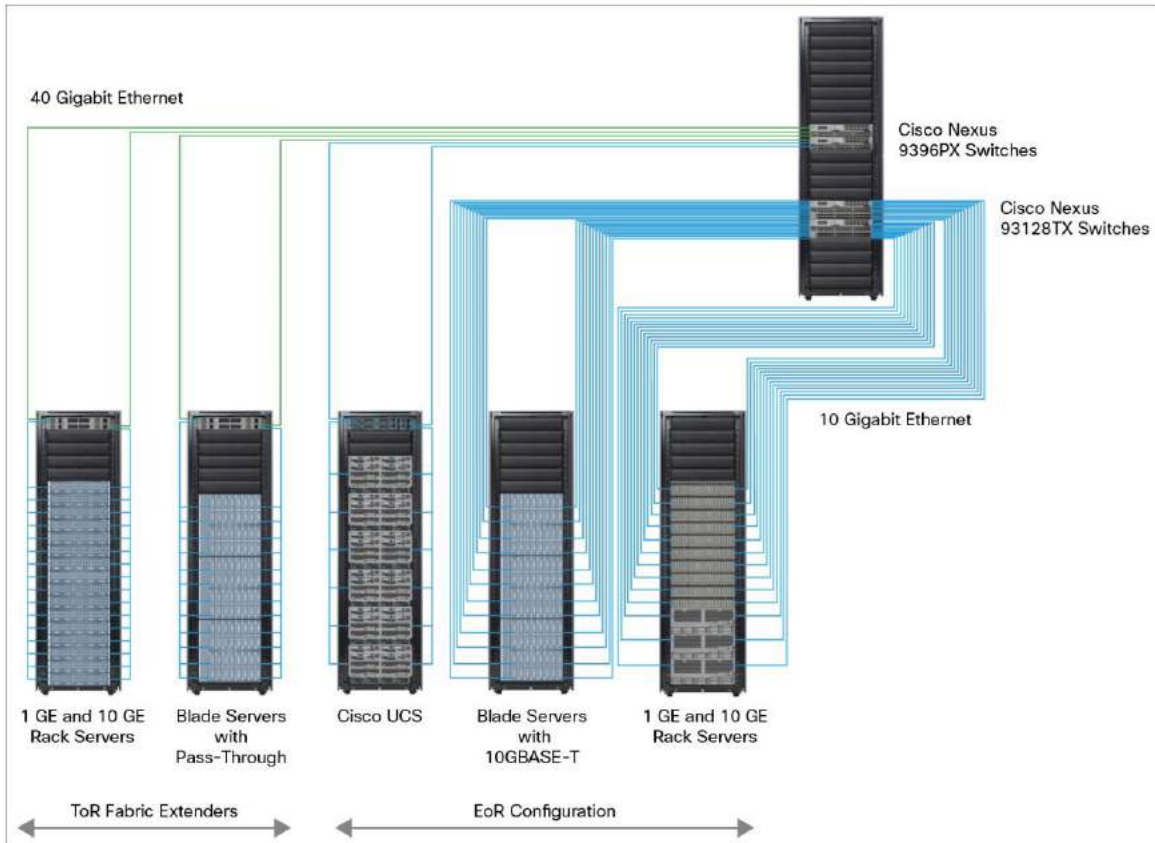 40 Gigabit Ethernet
Cisco Nexus
9396PX Switches
Cisco Nexus
93128TX Switches
10 Gigabit Ethernet
1 GE and 10 GE
Rack Servers
Blade Servers
with
Pass-Through
Cisco UCS
Blade Servers
with
10GBASE-T
1 GE and 10 GE
Rack Servers
ToR Fabric Extenders
EoR Configuration